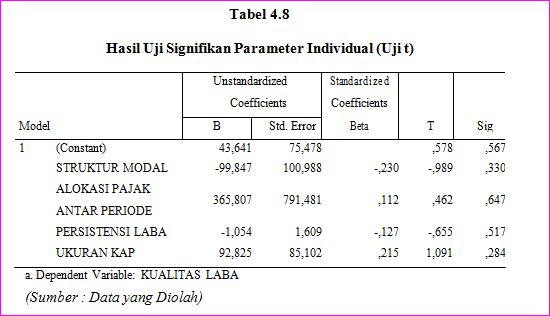 Tabel 4.8
Hasil Uji Signifikan Parameter Individual (Uji t)
Unstandardized Coefficients Standardized Coefficients
Model B Std. Error Beta T Sig
1 (Constant) 43,641 75,478 ,578 ,567
STRUKTUR MODAL -99,847 100,988 -,230 -,989 ,330
ALOKASI PAJAK ANTAR PERIODE 365,807 791,481 ,112 ,462 ,647
PERSISTENSI LABA -1,054 1,609 -,127 -,655 ,517
UKURAN KAP 92,825 85,102 ,215 1,091 ,284
a. Dependent Variable: KUALITAS LABA
(Sumber : Data yang Diolah)